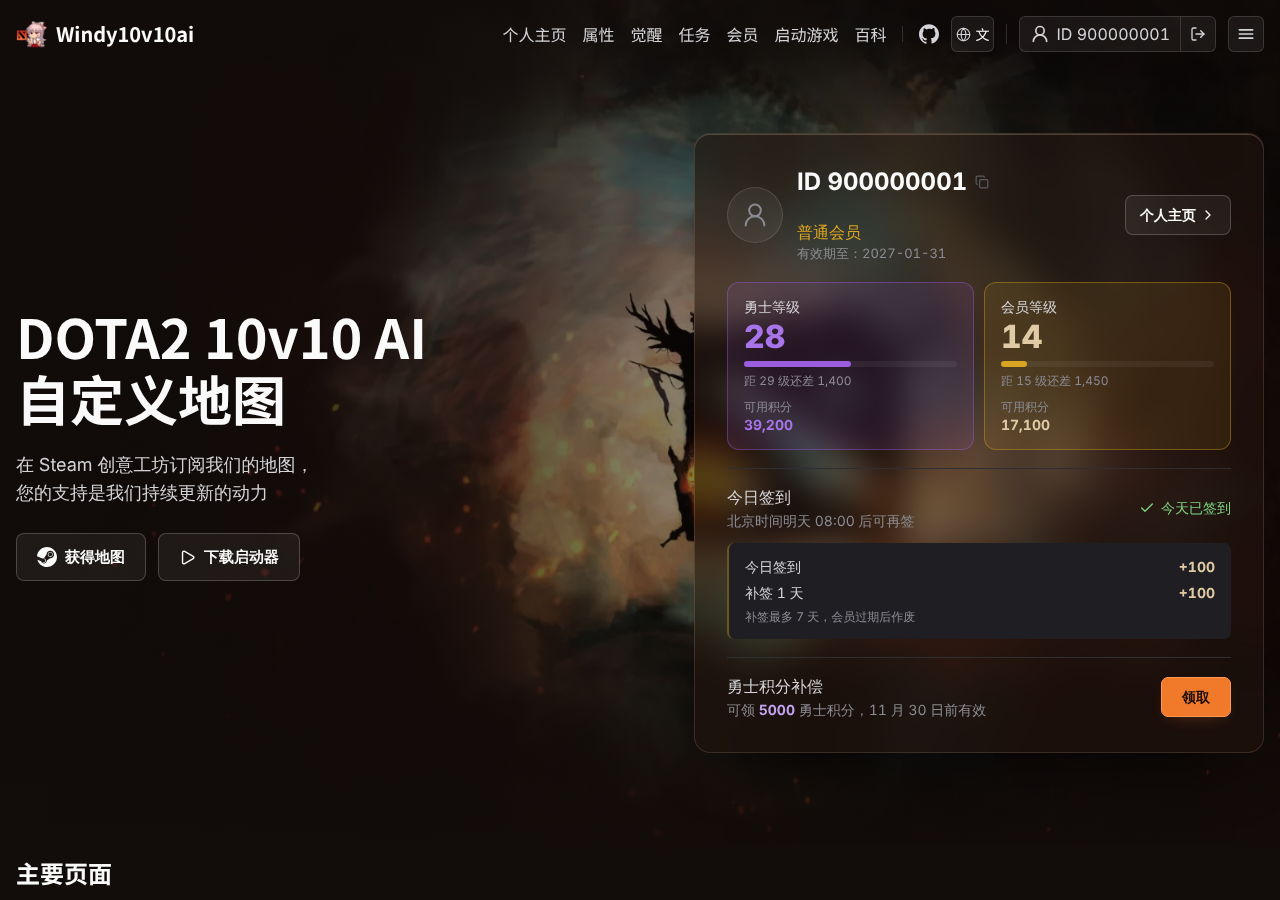 Windy10v10ai
个人主页 属性 觉醒 任务 会员 启动游戏 百科 文 ID 900000001
ID 900000001
普通会员
有效期至：2027-01-31
个人主页
勇士等级
28
距 29 级还差 1,400
可用积分
39,200
会员等级
14
距 15 级还差 1,450
可用积分
17,100
DOTA2 10v10 AI
自定义地图
在 Steam 创意工坊订阅我们的地图，
您的支持是我们持续更新的动力
获得地图 下载启动器
今日签到
北京时间明天 08:00 后可再签
今天已签到
今日签到 +100
补签 1 天 +100
补签最多 7 天，会员过期后作废
勇士积分补偿
可领 5000 勇士积分，11 月 30 日前有效
领取
主要页面